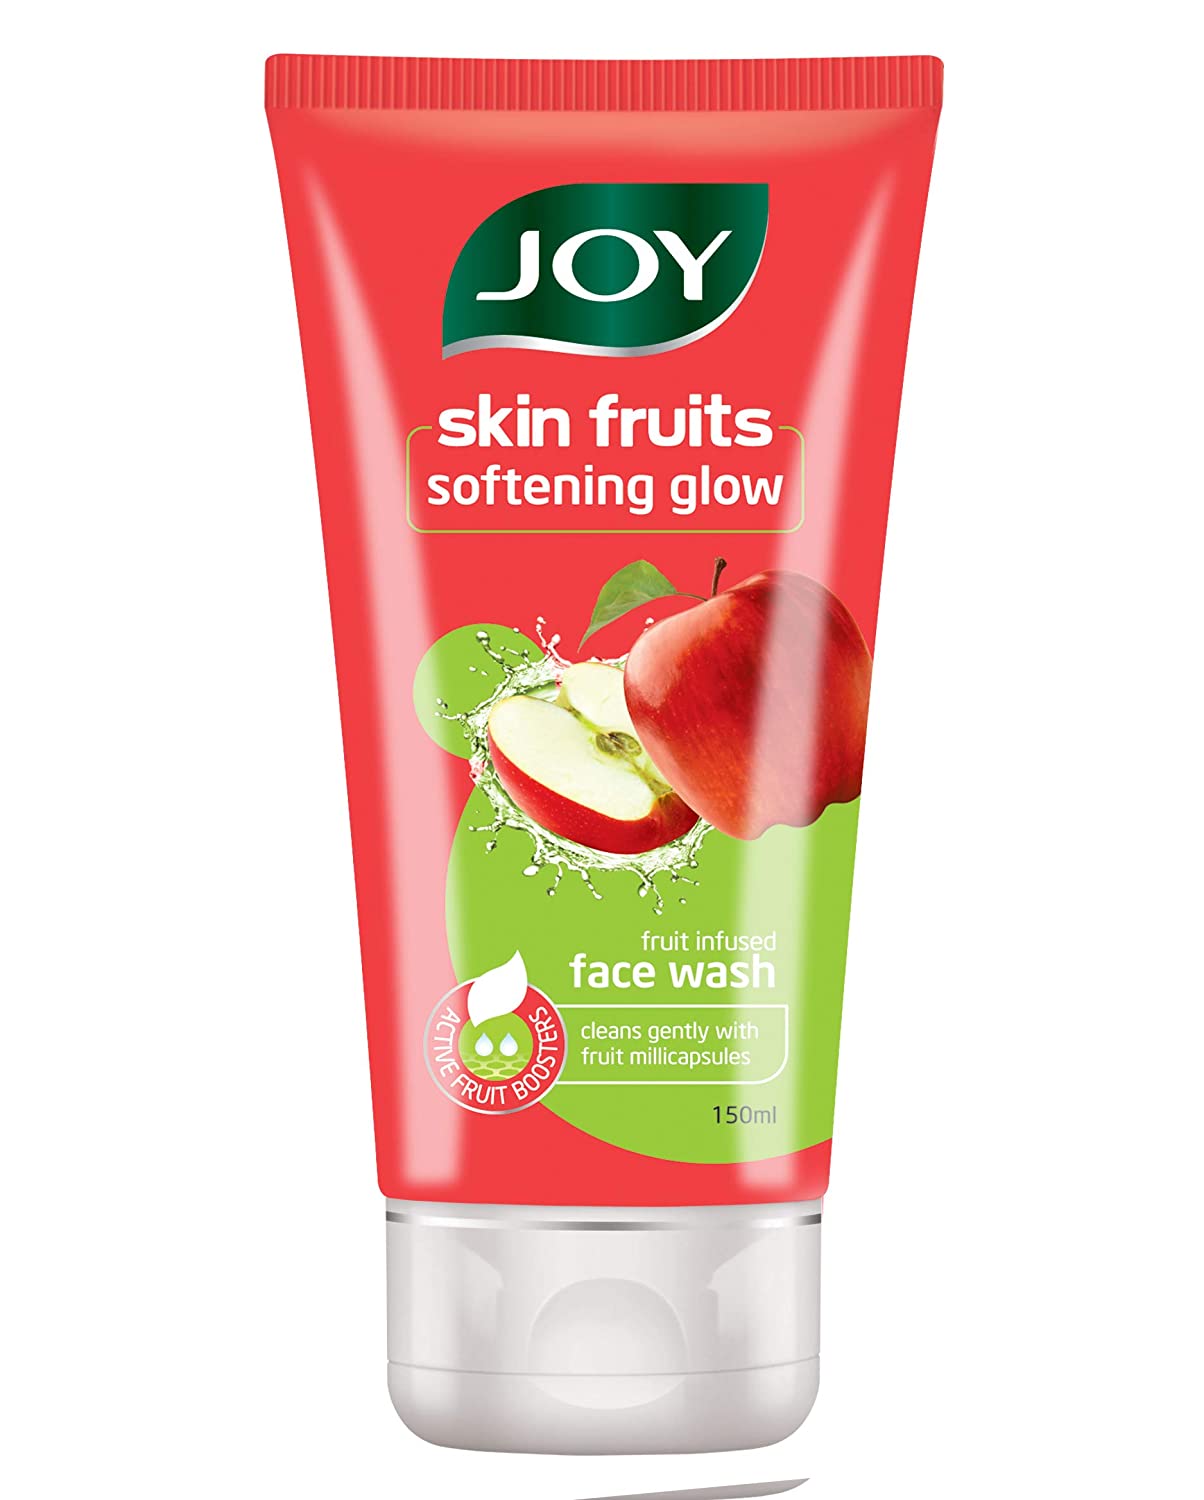 JOY
skin fruits
softening glow
fruit infused
face wash
cleans gently with
fruit millicapsules
ACTIVE FRUIT BOOSTERS
150ml